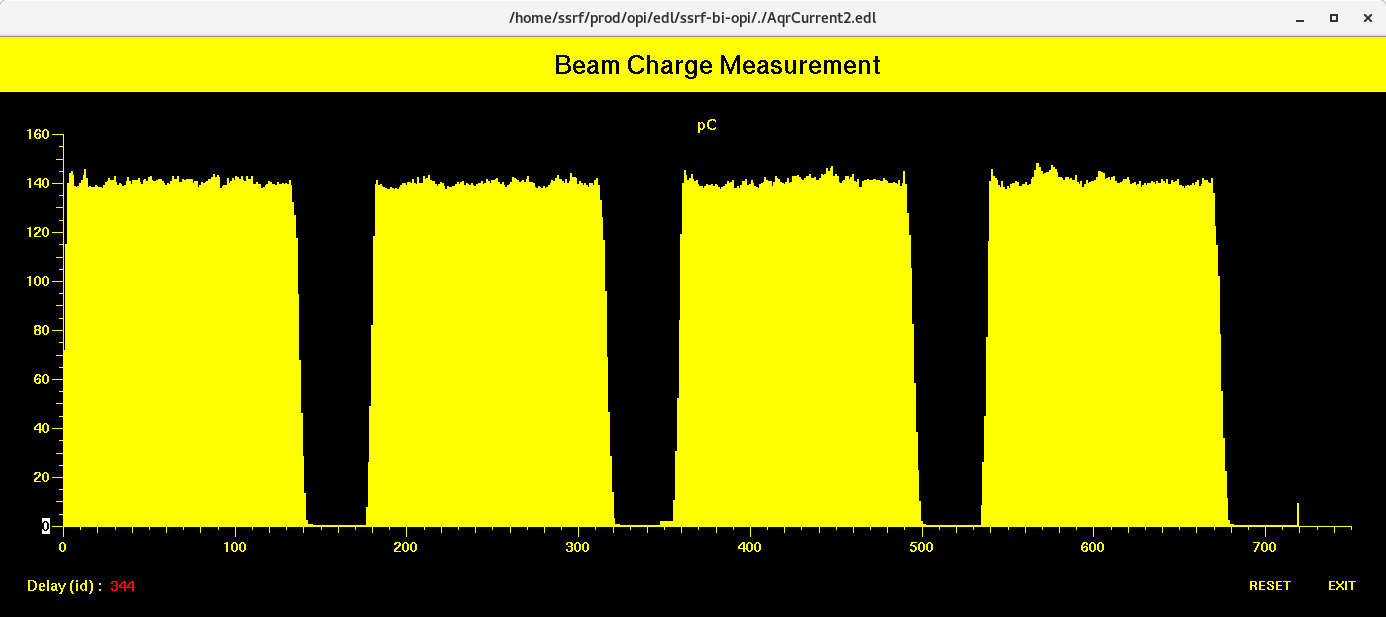 /home/ssrf/prod/opi/edl/ssrf-bi-opi/./AqrCurrent2.edl
Beam Charge Measurement
pC
160
140
120
100
80
60
40
20
0
0 100 200 300 400 500 600 700
Delay (id) : 344 RESET EXIT